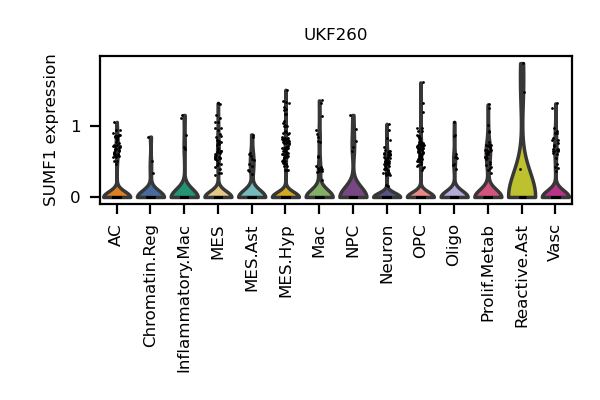 UKF260
SUMF1 expression
1
0
AC
Chromatin.Reg
Inflammatory.Mac
MES
MES.Ast
MES.Hyp
Mac
NPC
Neuron
OPC
Oligo
Prolif.Metab
Reactive.Ast
Vasc